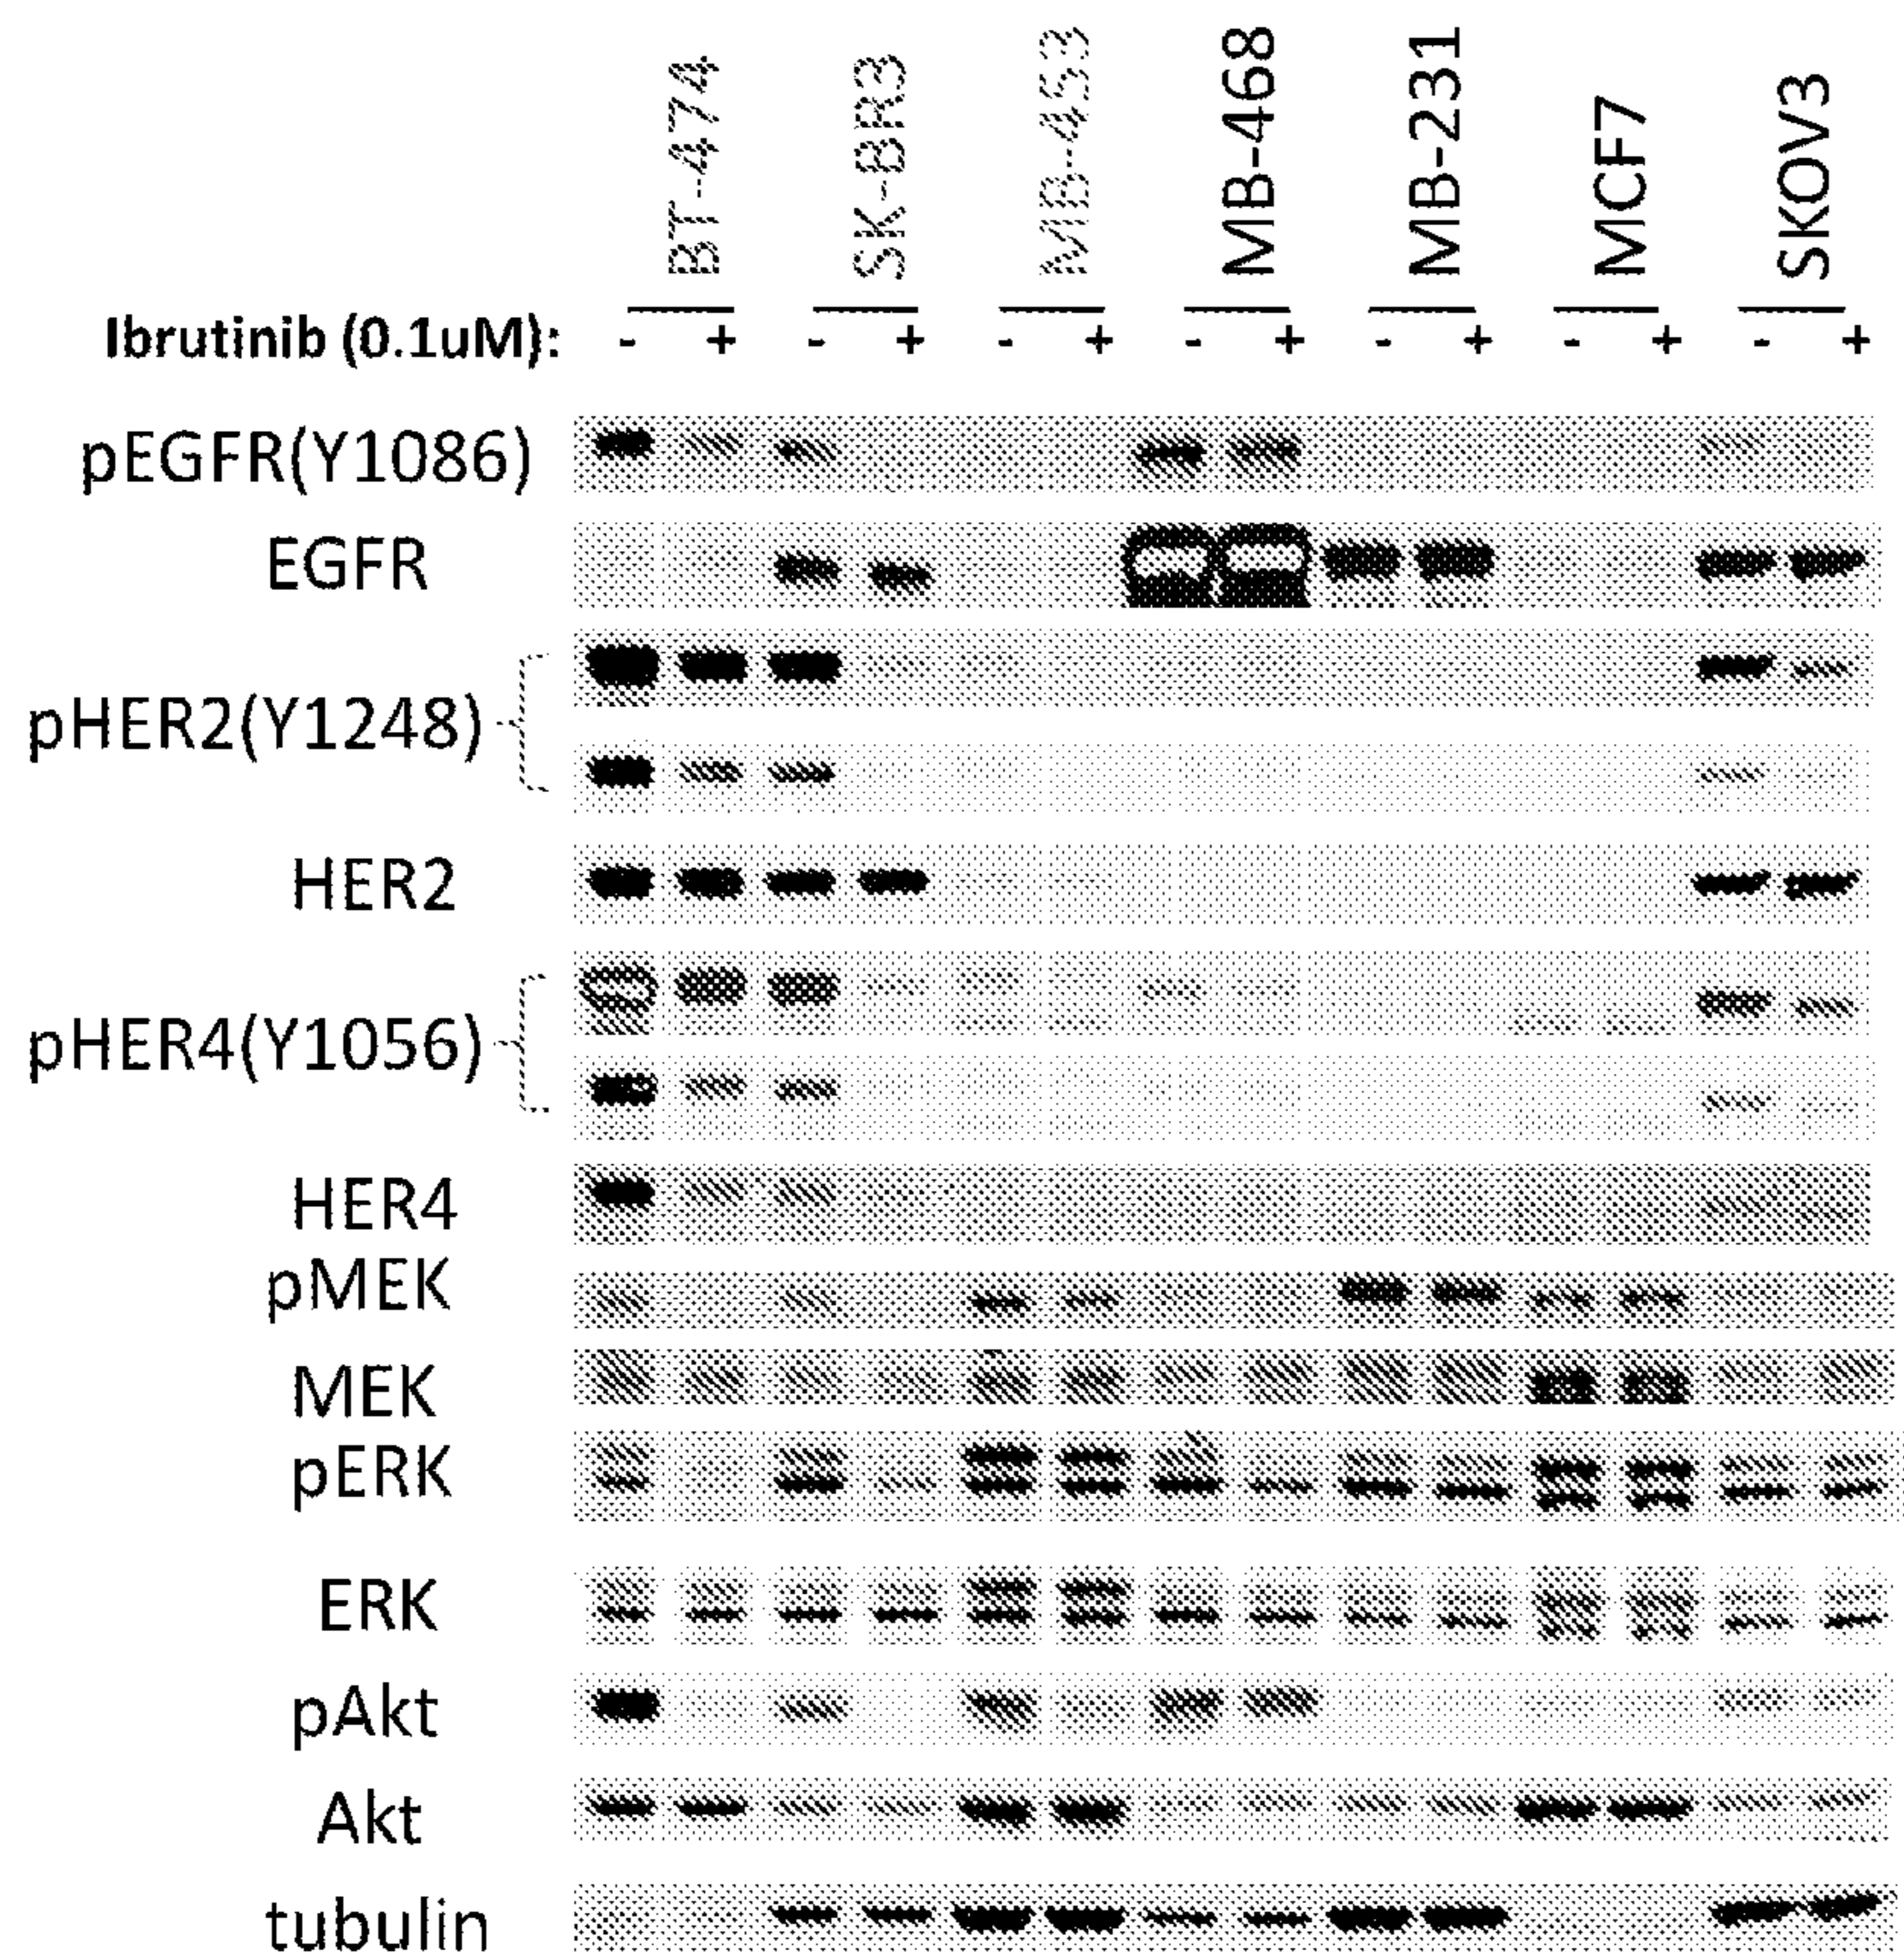 BT-474 SK-BR3 MB-453 MB-468 MB-231 MCF7 SKOV3
Ibrutinib (0.1uM): - + - + - + - + - + - + - +
pEGFR(Y1086)
EGFR
pHER2(Y1248)
HER2
pHER4(Y1056)
HER4
pMEK
MEK
pERK
ERK
pAkt
Akt
tubulin